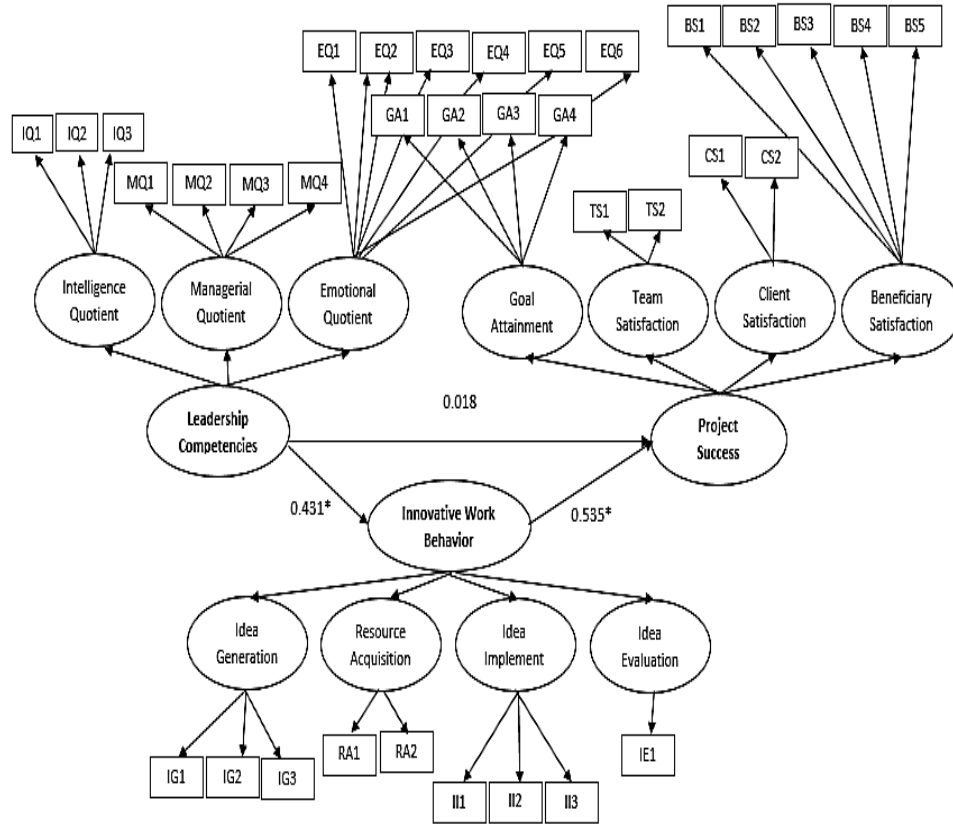 EQ1 EQ2 EQ3 EQ4 EQ5 EQ6
BS1 BS2 BS3 BS4 BS5
GA1 GA2 GA3 GA4
IQ1 IQ2 IQ3
MQ1 MQ2 MQ3 MQ4
CS1 CS2
TS1 TS2
Intelligence
Quotient
Managerial
Quotient
Emotional
Quotient
Goal
Attainment
Team
Satisfaction
Client
Satisfaction
Beneficiary
Satisfaction
Leadership
Competencies
0.018
Project
Success
0.431*
Innovative Work
Behavior
0.535*
Idea
Generation
Resource
Acquisition
Idea
Implement
Idea
Evaluation
IG1 IG2 IG3
RA1 RA2
II1 II2 II3
IE1